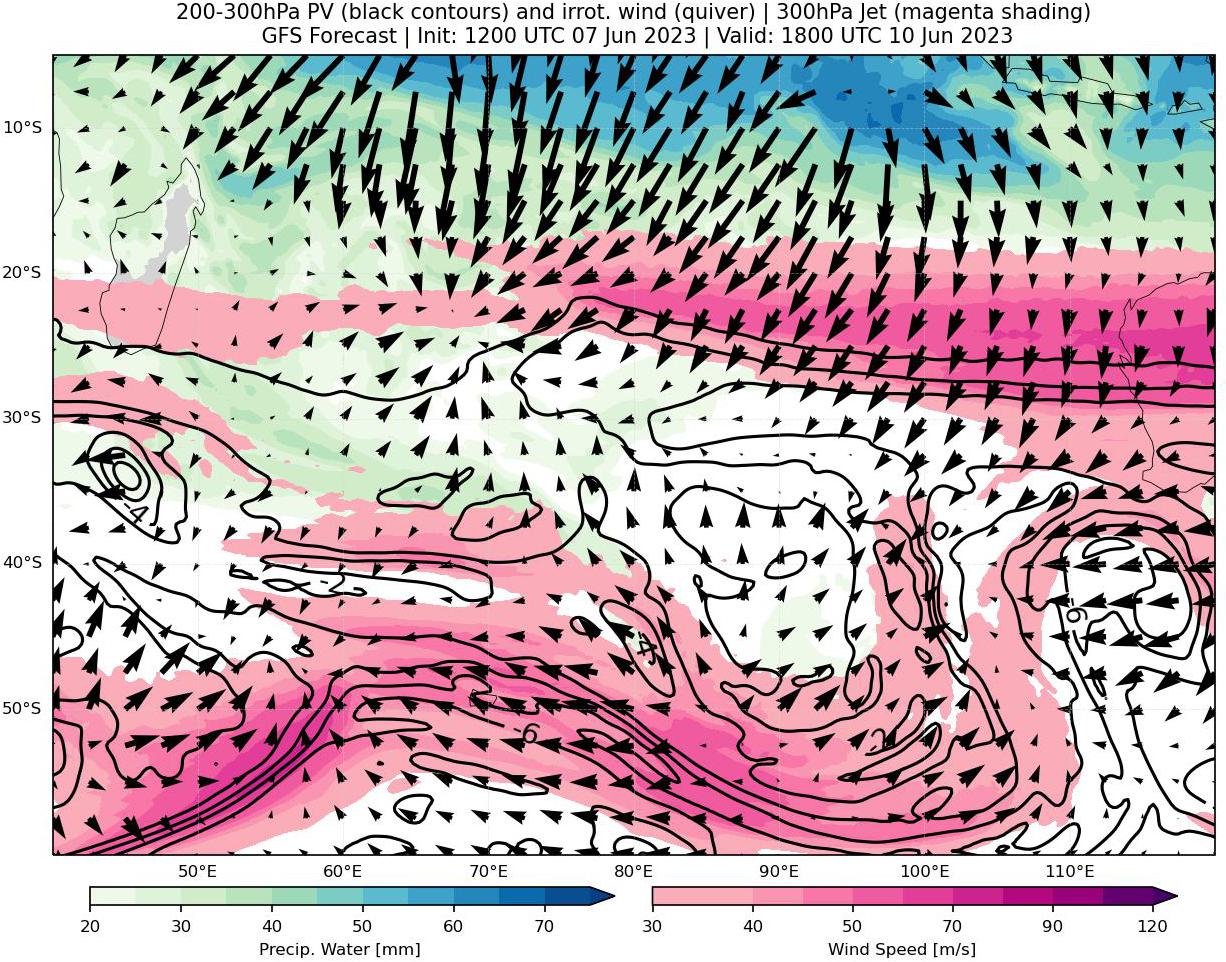 200-300hPa PV (black contours) and irrot. wind (quiver) | 300hPa Jet (magenta shading)
GFS Forecast | Init: 1200 UTC 07 Jun 2023 | Valid: 1800 UTC 10 Jun 2023
10°S
20°S
30°S
-4
40°S
-6
-4
50°S
-6
-2
50°E 60°E 70°E 80°E 90°E 100°E 110°E
20 30 40 50 60 70
30 40 50 60 70 80 90 120
Precip. Water [mm]
Wind Speed [m/s]